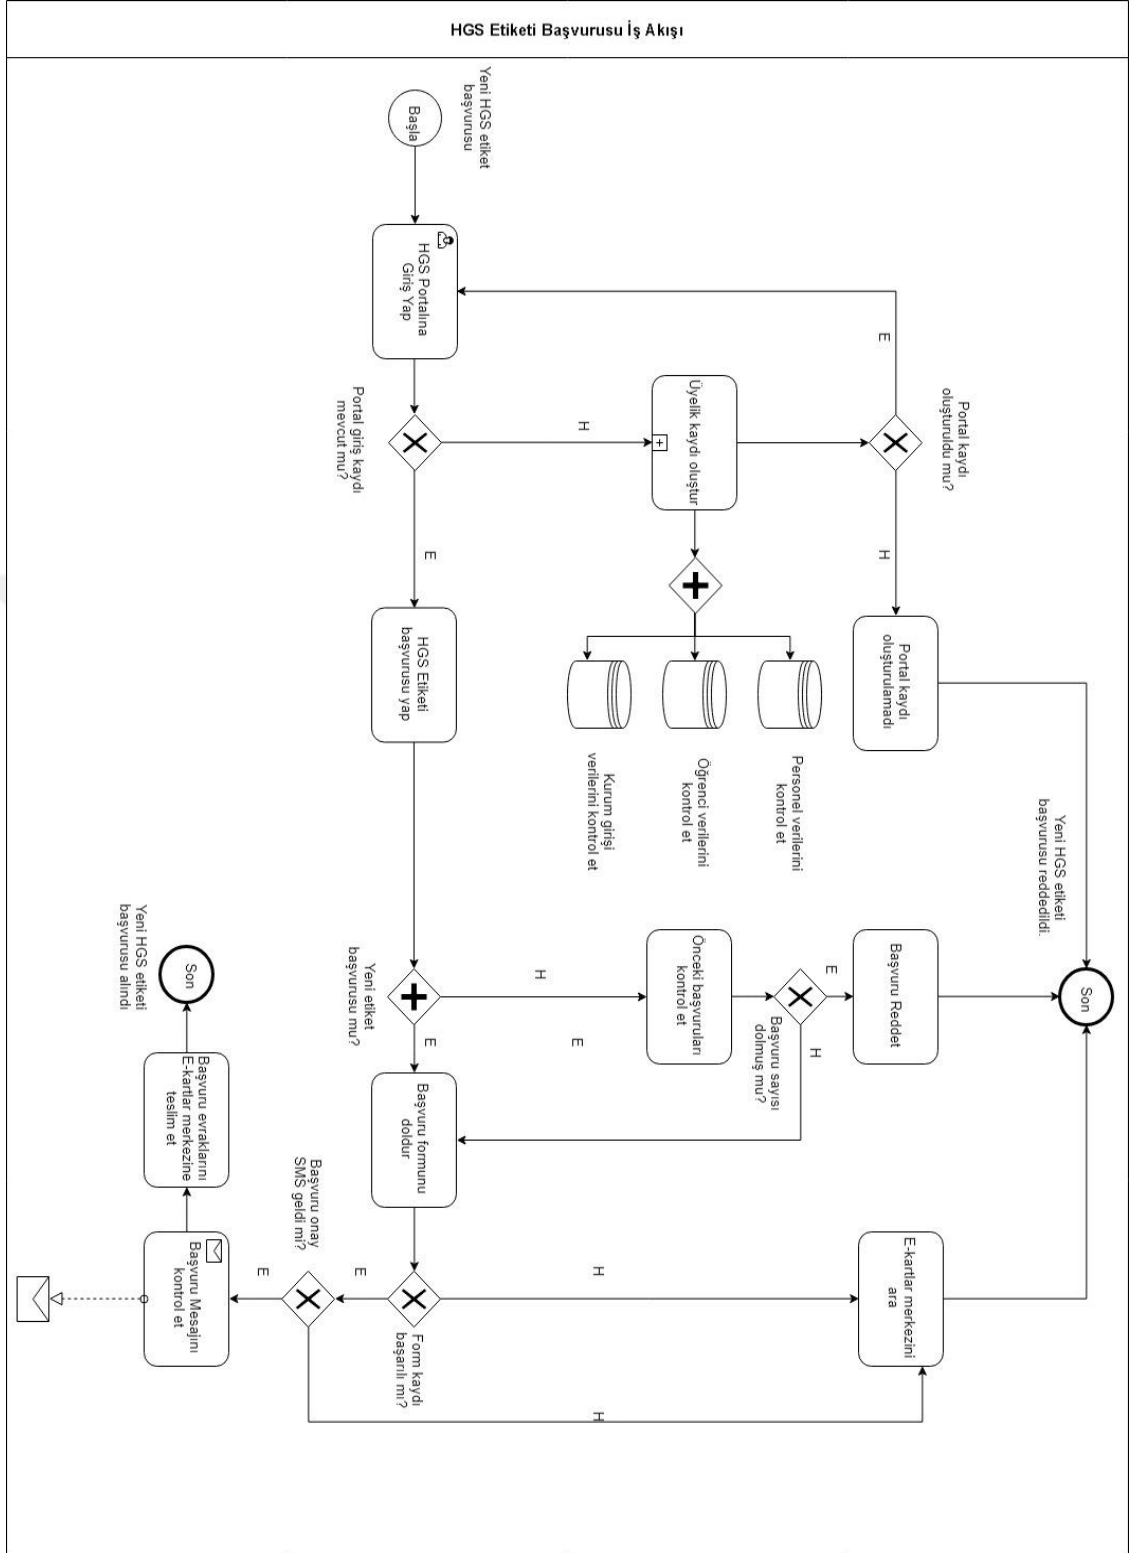 HGS Etiketi Başvurusu İş Akışı
Yeni HGS etiket
başvurusu
Başla
HGS Portalına
Giriş Yap
Portal giriş kaydı
mevcut mu?
H
E
Üyelik kaydı oluştur
Portal kaydı
oluşturuldu mu?
E
H
Portal kaydı
oluşturulamadı
Personel verilerini
kontrol et
Öğrenci verilerini
kontrol et
Kurum girişi
verilerini kontrol et
HGS Etiketi
başvurusu yap
Yeni HGS etiketi
başvurusu reddedildi.
Son
Yeni etiket
başvurusu mu?
H
E
E
Önceki başvuruları
kontrol et
Başvuru sayısı
dolmuş mu?
E
H
Başvuru Reddet
Başvuru formunu
doldur
Form kaydı
başarılı mı?
H
E
E-kartlar merkezini
ara
Başvuru onay
SMS geldi mi?
E
H
Başvuru Mesajını
kontrol et
Başvuru evraklarını
E-kartlar merkezine
teslim et
Son
Yeni HGS etiketi
başvurusu alındı